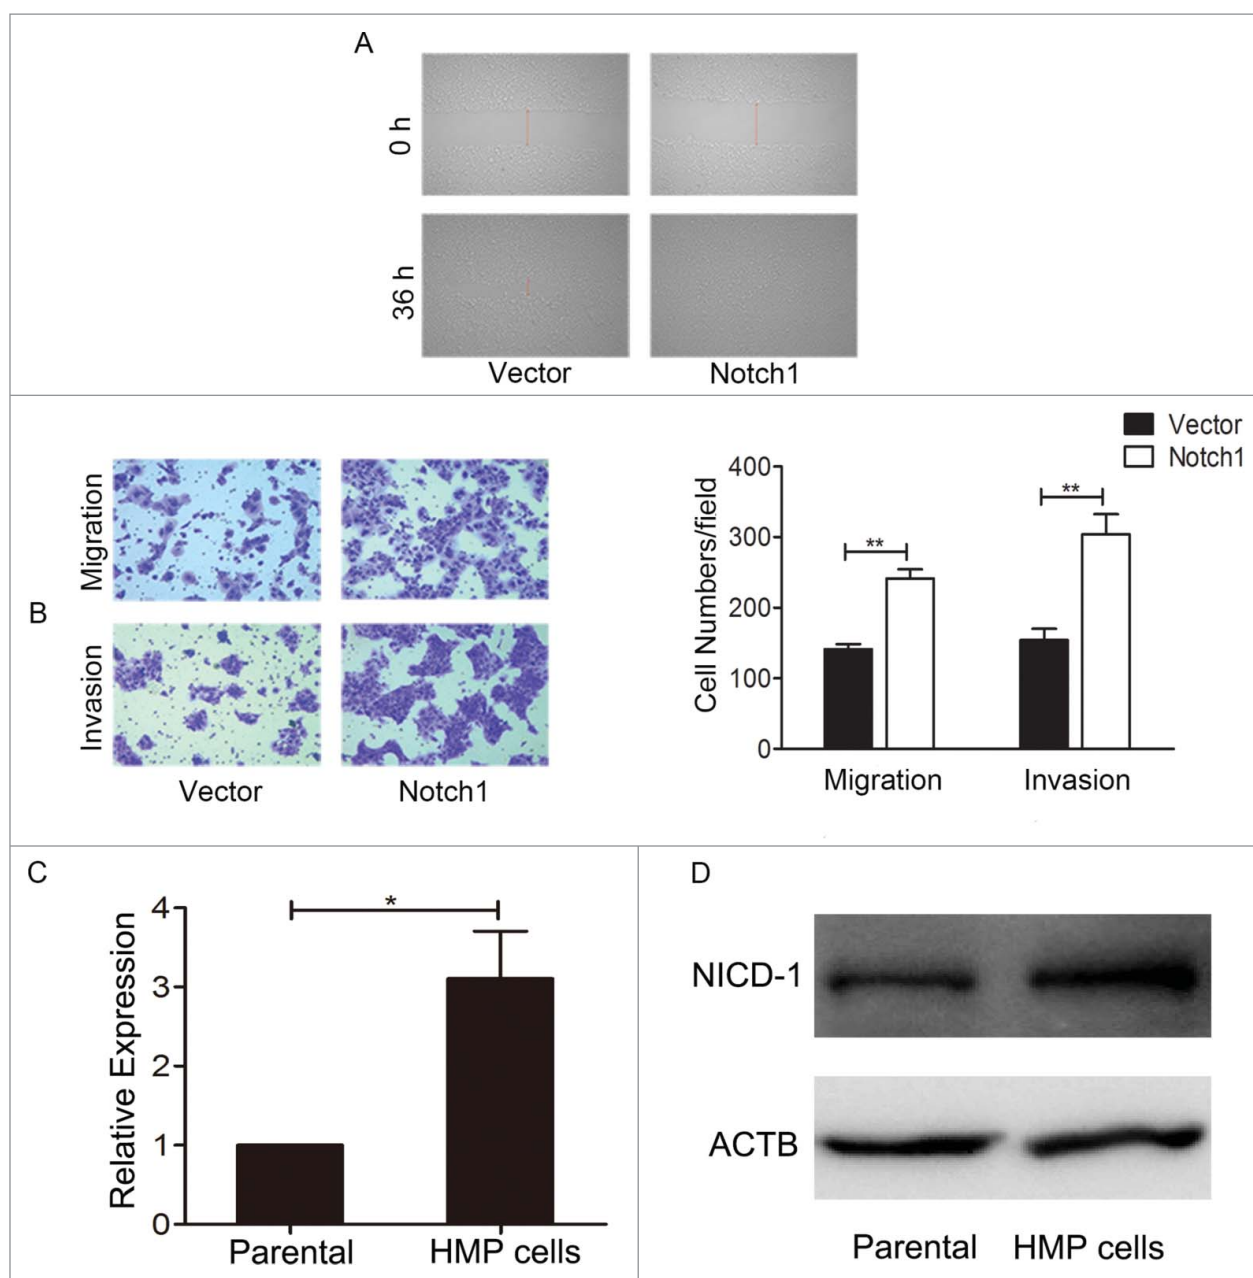 A
0 h
36 h
Vector
Notch1
B
Migration
Invasion
Vector
Notch1
Vector
Notch1
Cell Numbers/field
400
300
200
100
0
**
**
Migration
Invasion
C
Relative Expression
4
3
2
1
0
*
Parental
HMP cells
D
NICD-1
ACTB
Parental
HMP cells